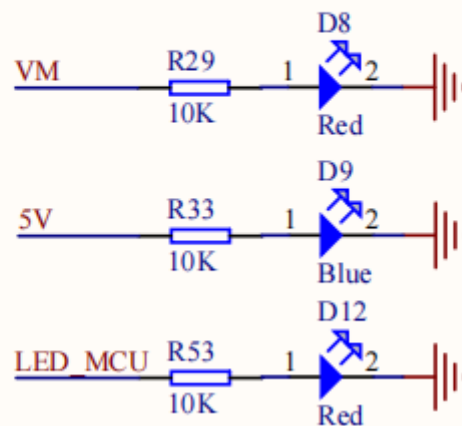 D8
VM R29 1 2
10K Red
D9
5V R33 1 2
10K Blue
D12
LED_MCU R53 1 2
10K Red